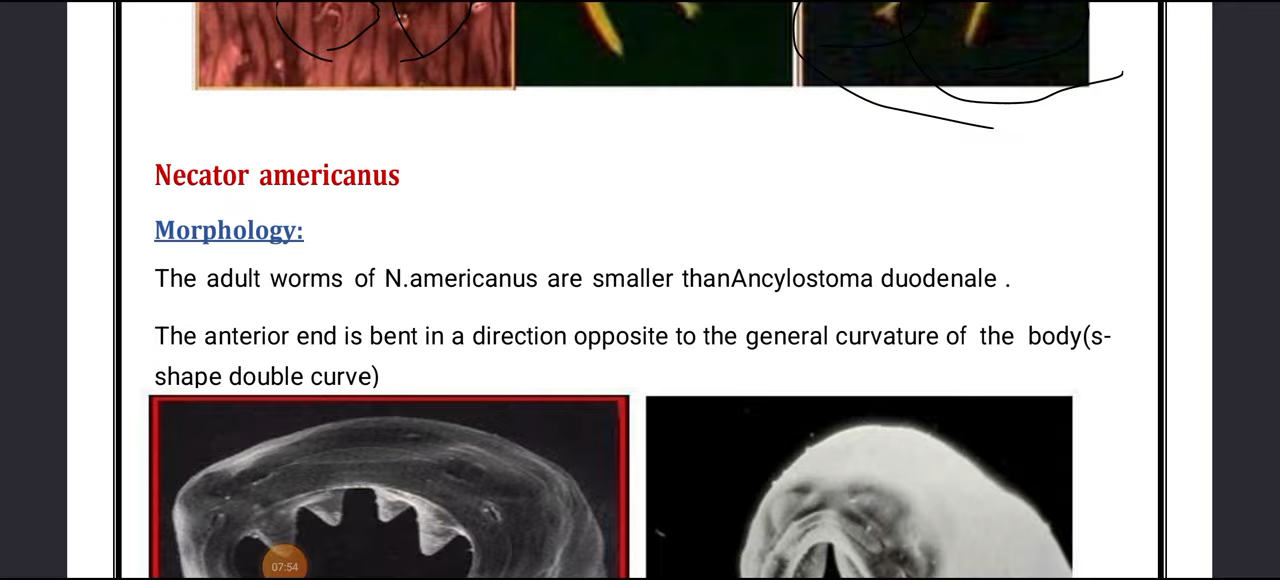 Necator americanus
Morphology:
The adult worms of N.americanus are smaller thanAncylostoma duodenale .
The anterior end is bent in a direction opposite to the general curvature of the body(s-
shape double curve)
07:54